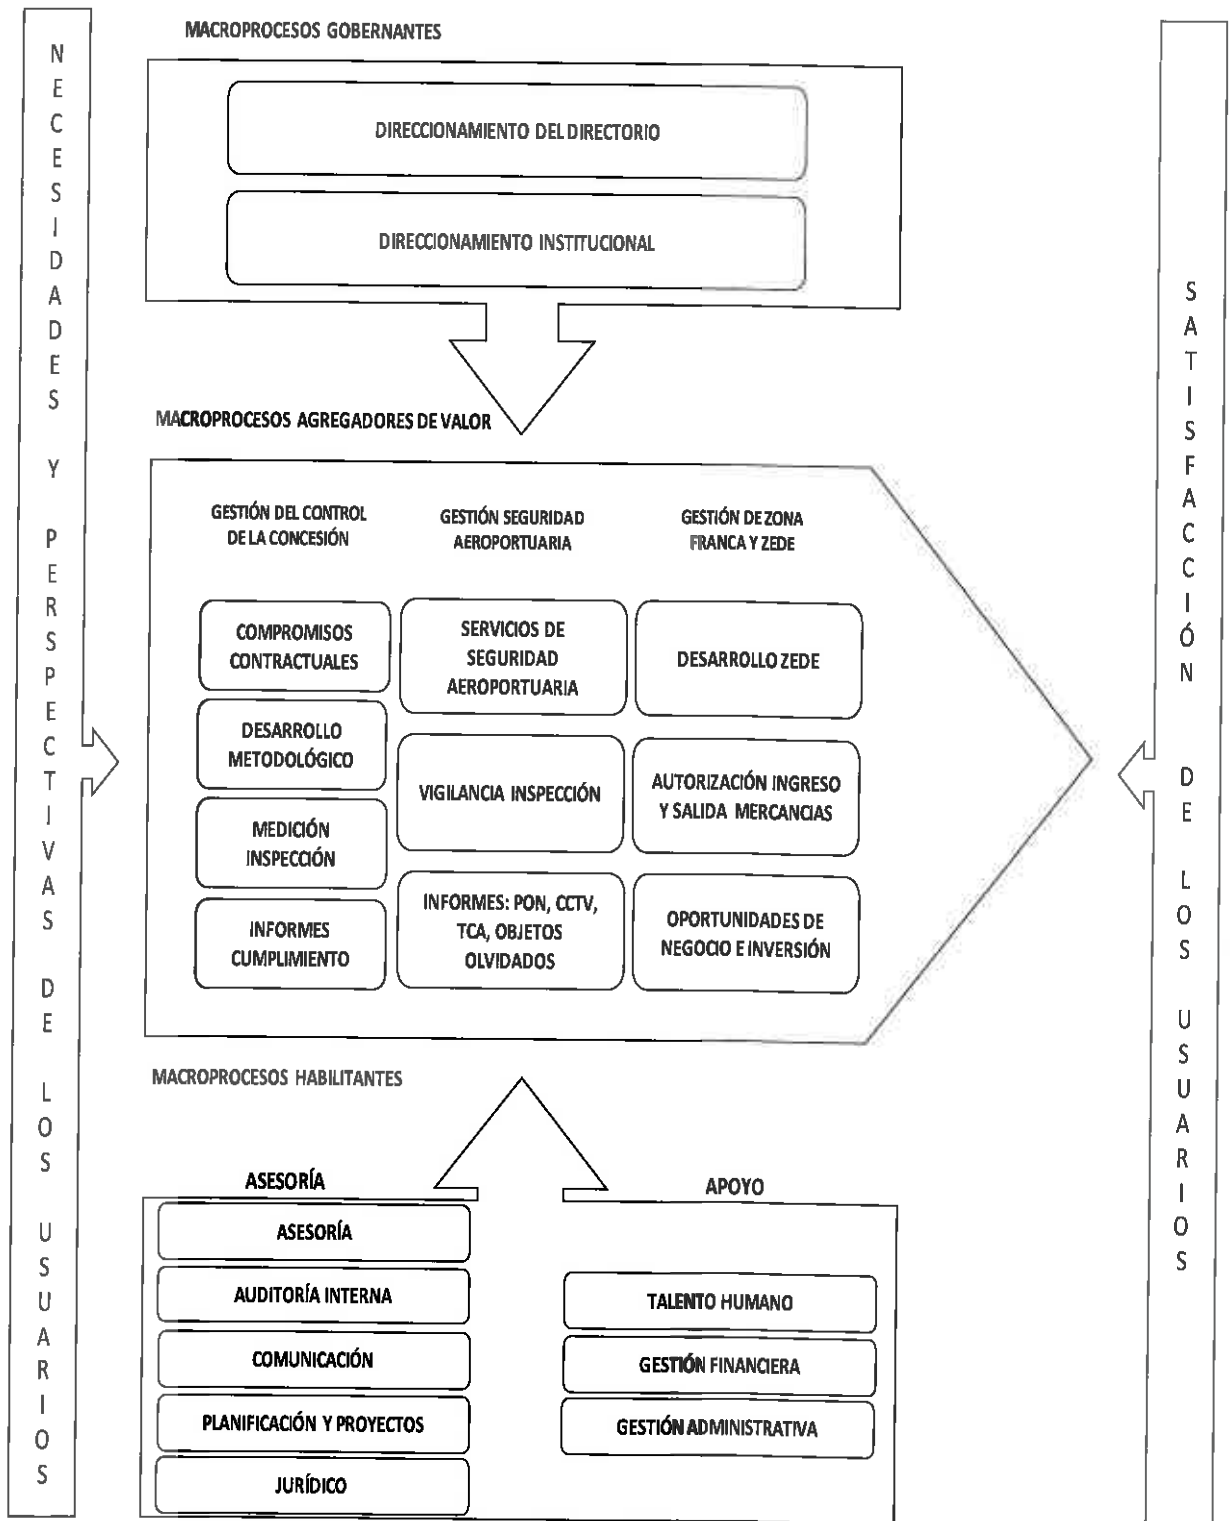 NECESIDADES Y PERSPECTIVAS DE LOS USUARIOS
MACROPROCESOS GOBERNANTES
DIRECCIONAMIENTO DEL DIRECTORIO
DIRECCIONAMIENTO INSTITUCIONAL
MACROPROCESOS AGREGADORES DE VALOR
GESTIÓN DEL CONTROL
DE LA CONCESIÓN
COMPROMISOS
CONTRACTUALES
DESARROLLO
METODOLÓGICO
MEDICIÓN
INSPECCIÓN
INFORMES
CUMPLIMIENTO
GESTIÓN SEGURIDAD
AEROPORTUARIA
SERVICIOS DE
SEGURIDAD
AEROPORTUARIA
VIGILANCIA INSPECCIÓN
INFORMES: PON, CCTV,
TCA, OBJETOS
OLVIDADOS
GESTIÓN DE ZONA
FRANCA Y ZEDE
DESARROLLO ZEDE
AUTORIZACIÓN INGRESO
Y SALIDA MERCANCIAS
OPORTUNIDADES DE
NEGOCIO E INVERSIÓN
MACROPROCESOS HABILITANTES
ASESORÍA
ASESORÍA
AUDITORÍA INTERNA
COMUNICACIÓN
PLANIFICACIÓN Y PROYECTOS
JURÍDICO
APOYO
TALENTO HUMANO
GESTIÓN FINANCIERA
GESTIÓN ADMINISTRATIVA
SATISFACCIÓN DE LOS USUARIOS